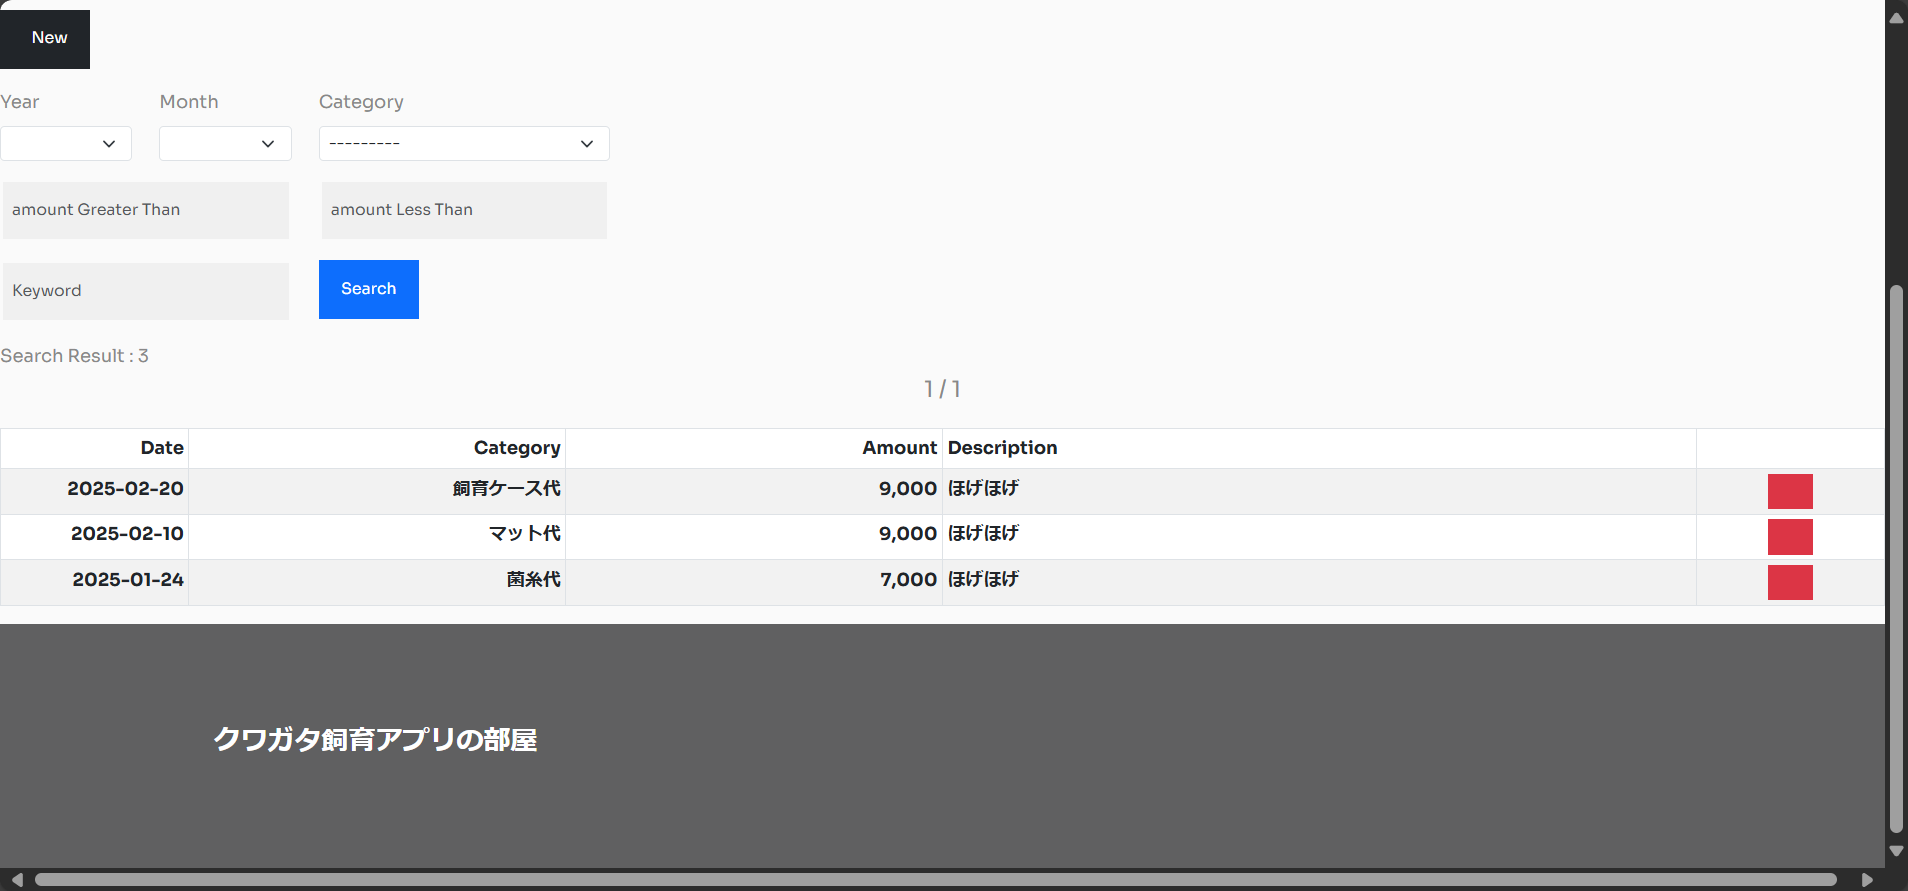 New
Year Month Category
---------
amount Greater Than amount Less Than
Keyword Search
Search Result : 3
1 / 1
Date Category Amount Description
2025-02-20 飼育ケース代 9,000 ほげほげ
2025-02-10 マット代 9,000 ほげほげ
2025-01-24 菌糸代 7,000 ほげほげ
クワガタ飼育アプリの部屋